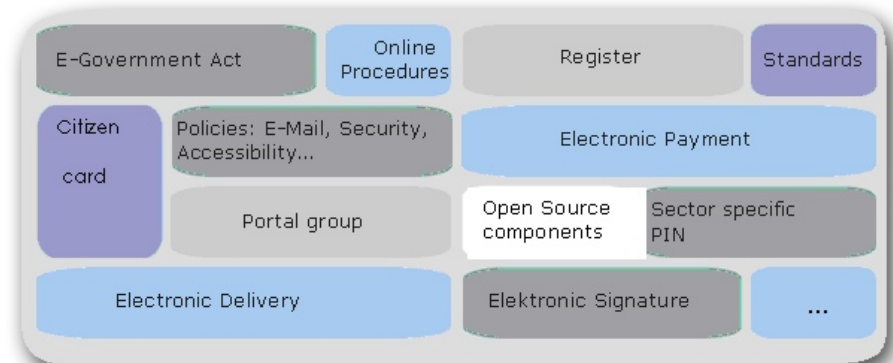 E-Government Act
Online
Procedures
Register
Standards
Citizen
card
Policies: E-Mail, Security,
Accessibility...
Electronic Payment
Portal group
Open Source
components
Sector specific
PIN
Electronic Delivery
Elektronic Signature
...